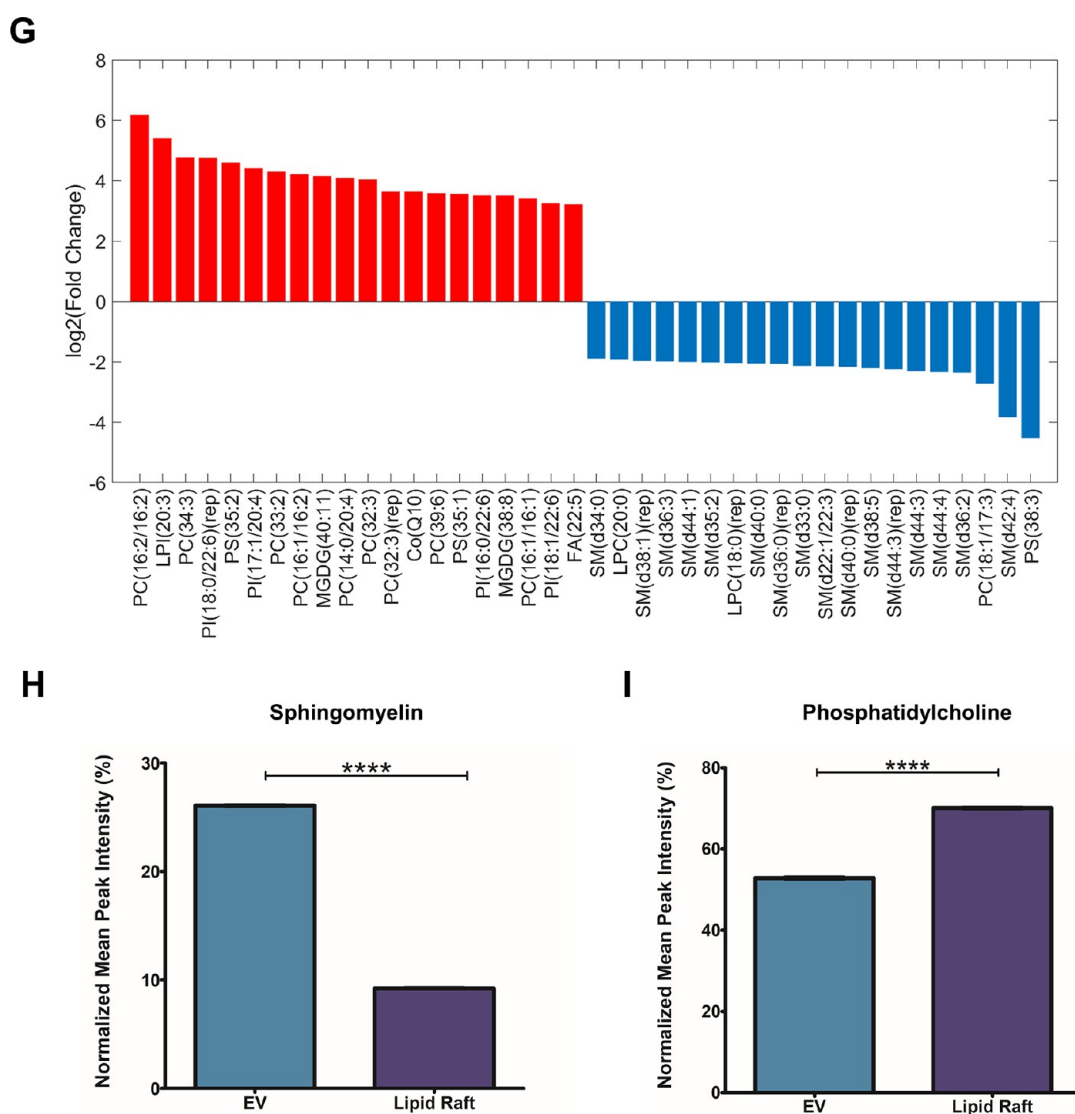 G
8
6
4
2
0
-2
-4
-6
log2(Fold Change)
PC(16:2/16:2)
LPI(20:3)
PC(34:3)
PI(18:0/22:6)(rep)
PS(35:2)
PI(17:1/20:4)
PC(33:2)
PC(16:1/16:2)
MGDG(40:11)
PC(14:0/20:4)
PC(32:3)
PC(32:3)(rep)
CoQ10
PC(39:6)
PS(35:1)
PI(16:0/22:6)
MGDG(38:8)
PC(16:1/16:1)
PI(18:1/22:6)
FA(22:5)
SM(d34:0)
LPC(20:0)
SM(d38:1)(rep)
SM(d36:3)
SM(d44:1)
SM(d35:2)
LPC(18:0)(rep)
SM(d40:0)
SM(d36:0)(rep)
SM(d33:0)
SM(d22:1/22:3)
SM(d40:0)(rep)
SM(d38:5)
SM(d44:3)(rep)
SM(d44:3)
SM(d44:4)
SM(d36:2)
PC(18:1/17:3)
SM(d42:4)
PS(38:3)
H
Sphingomyelin
Normalized Mean Peak Intensity (%)
30
20
10
0
****
EV
Lipid Raft
I
Phosphatidylcholine
Normalized Mean Peak Intensity (%)
80
60
40
20
0
****
EV
Lipid Raft